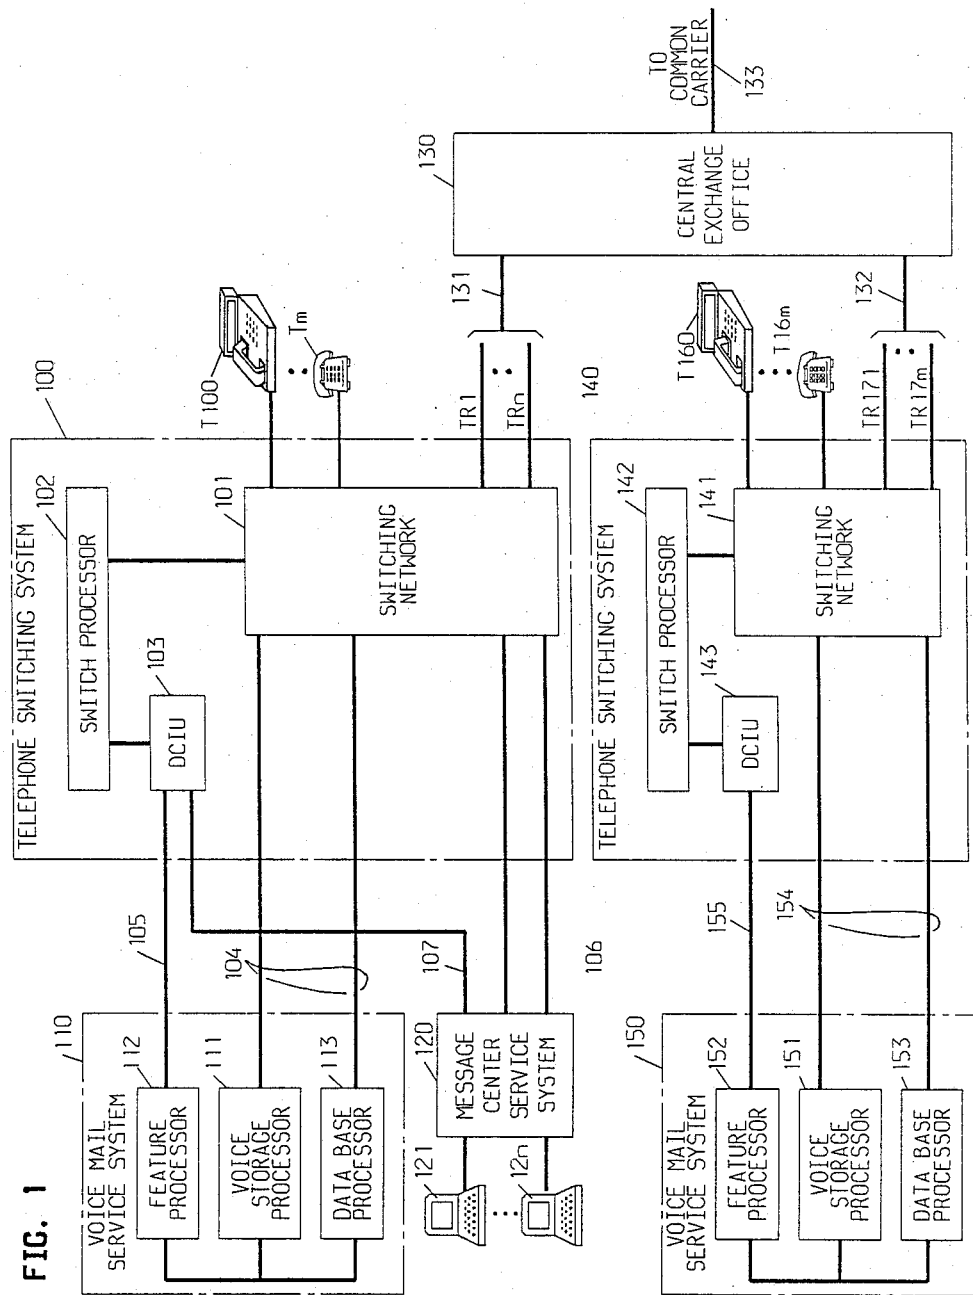 FIG. 1
VOICE MAIL
SERVICE SYSTEM
110
FEATURE
PROCESSOR
112
VOICE
STORAGE
PROCESSOR
111
DATA BASE
PROCESSOR
113
105
104
107
106
121
12n
MESSAGE
CENTER
SERVICE
SYSTEM
120
TELEPHONE SWITCHING SYSTEM
100
SWITCH PROCESSOR
102
DCIU
103
SWITCHING
NETWORK
101
T100
Tm
TR1
TRn
131
140
CENTRAL
EXCHANGE
OFFICE
130
TO
COMMON
CARRIER
133
VOICE MAIL
SERVICE SYSTEM
150
FEATURE
PROCESSOR
152
VOICE
STORAGE
PROCESSOR
151
DATA BASE
PROCESSOR
153
155
154
TELEPHONE SWITCHING SYSTEM
SWITCH PROCESSOR
142
DCIU
143
SWITCHING
NETWORK
141
T160
T16m
TR171
TR17m
132